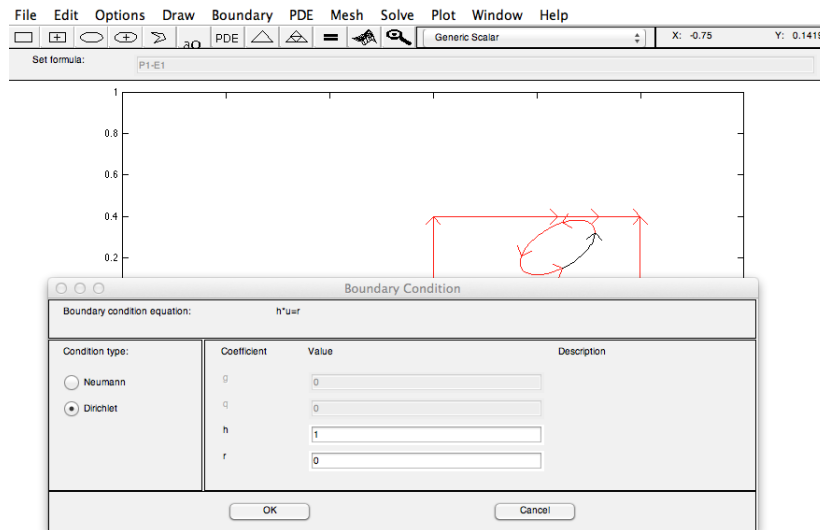 File Edit Options Draw Boundary PDE Mesh Solve Plot Window Help
PDE = Generic Scalar X: -0.75 Y: 0.1419
Set formula: P1-E1
1
0.8
0.6
0.4
0.2
Boundary Condition
Boundary condition equation: h*u=r
Condition type: Coefficient Value Description
Neumann g 0
Dirichlet q 0
h 1
r 0
OK Cancel